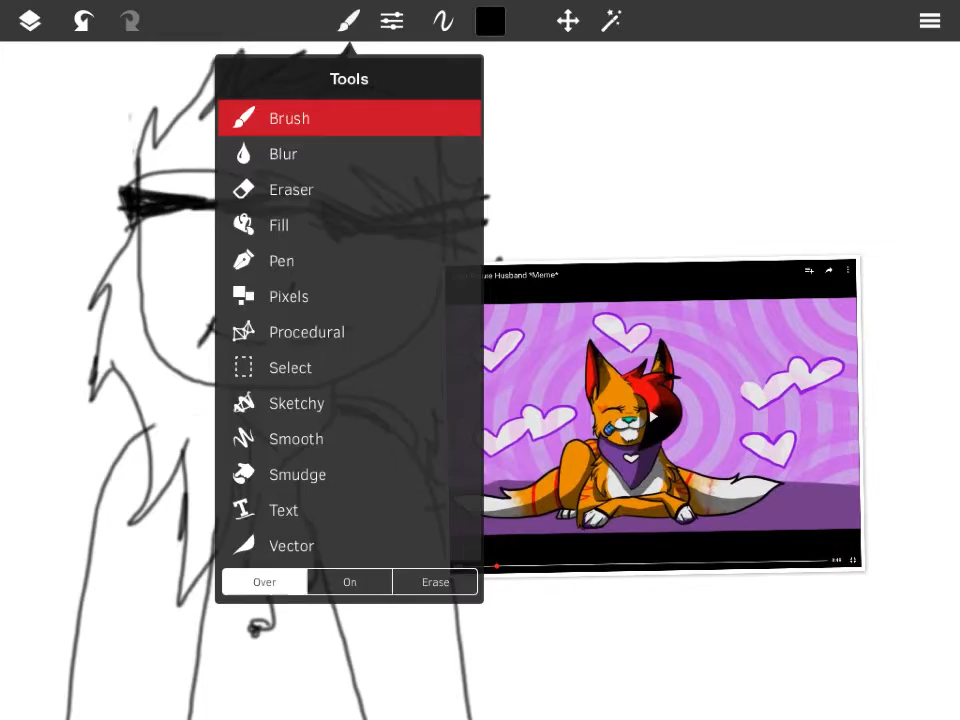 Tools
Brush
Blur
Eraser
Fill
Pen
Husband *Meme*
Pixels
Procedural
Select
Sketchy
Smooth
Smudge
Text
Vector
Over
On
Erase